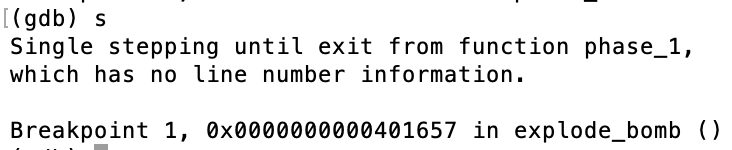 (gdb) s
Single stepping until exit from function phase_1,
which has no line number information.
Breakpoint 1, 0x0000000000401657 in explode_bomb ()